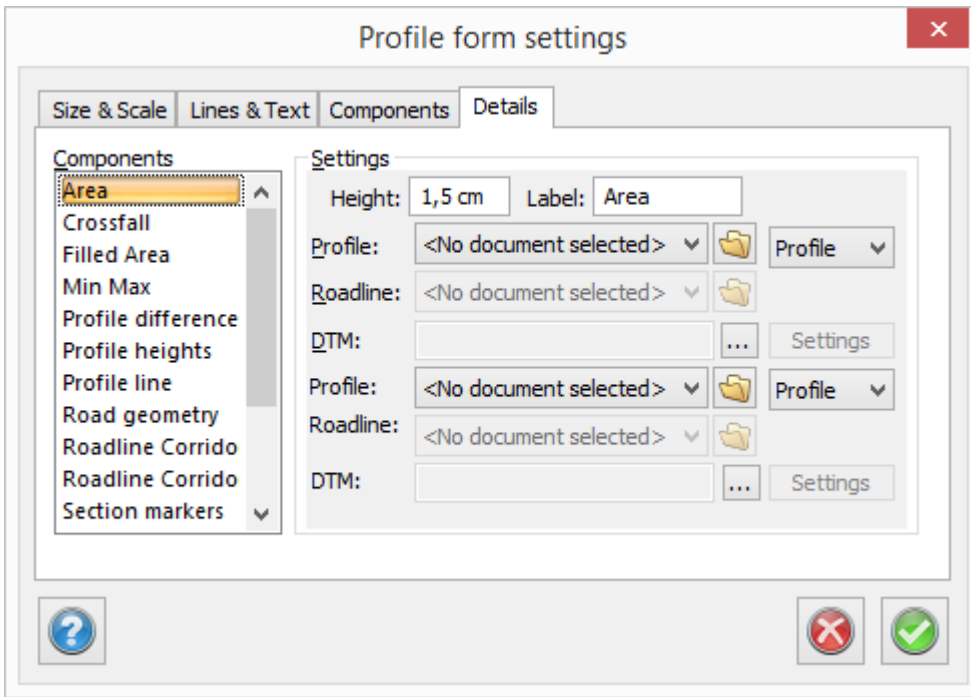 Profile form settings
Size & Scale
Lines & Text
Components
Details
Components
Area
Crossfall
Filled Area
Min Max
Profile difference
Profile heights
Profile line
Road geometry
Roadline Corrido
Roadline Corrido
Section markers
Settings
Height: 1,5 cm Label: Area
Profile: <No document selected> Profile
Roadline: <No document selected>
DTM: ... Settings
Profile: <No document selected> Profile
Roadline: <No document selected>
DTM: ... Settings